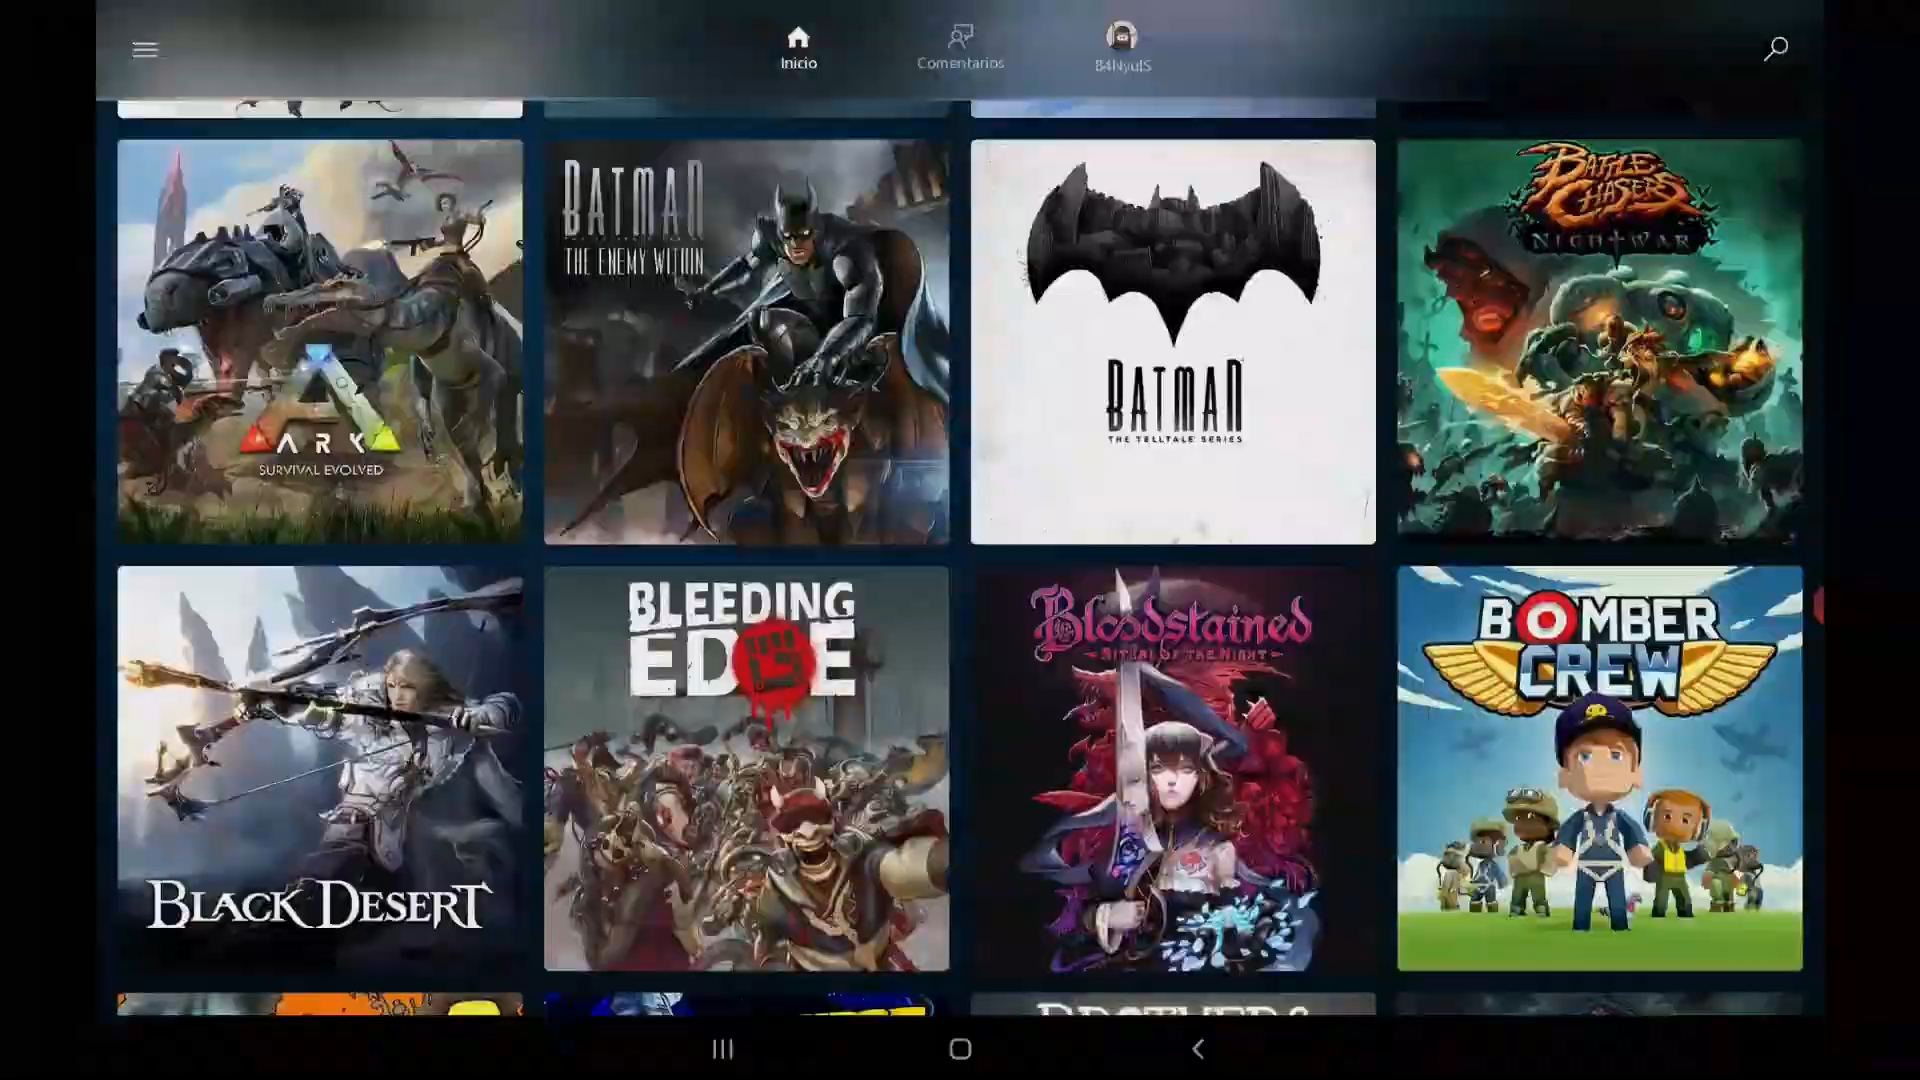 Inicio
Comentarios
84NyuIS
BATMAN
THE ENEMY WITHIN
BATMAN
THE TELLTALE SERIES
BATTLE
CHASERS
NIGHTWAR
ARK
SURVIVAL EVOLVED
BLACK DESERT
BLEEDING
EDGE
Bloodstained
RITUAL OF THE NIGHT
BOMBER
CREW